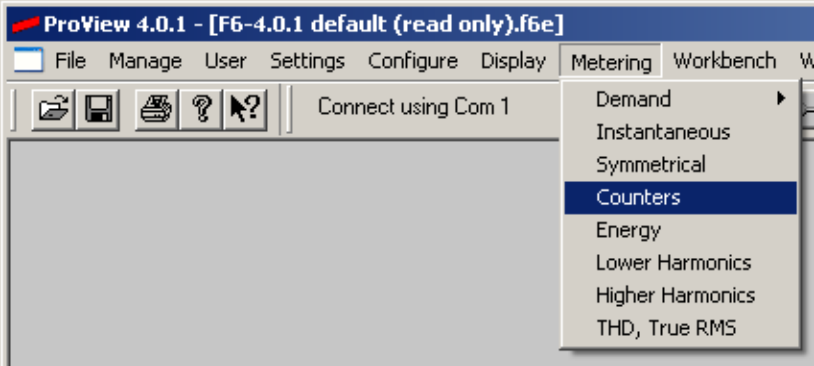 ProView 4.0.1 - [F6-4.0.1 default (read only).f6e]
File Manage User Settings Configure Display Metering Workbench W
Connect using Com 1
Demand
Instantaneous
Symmetrical
Counters
Energy
Lower Harmonics
Higher Harmonics
THD, True RMS